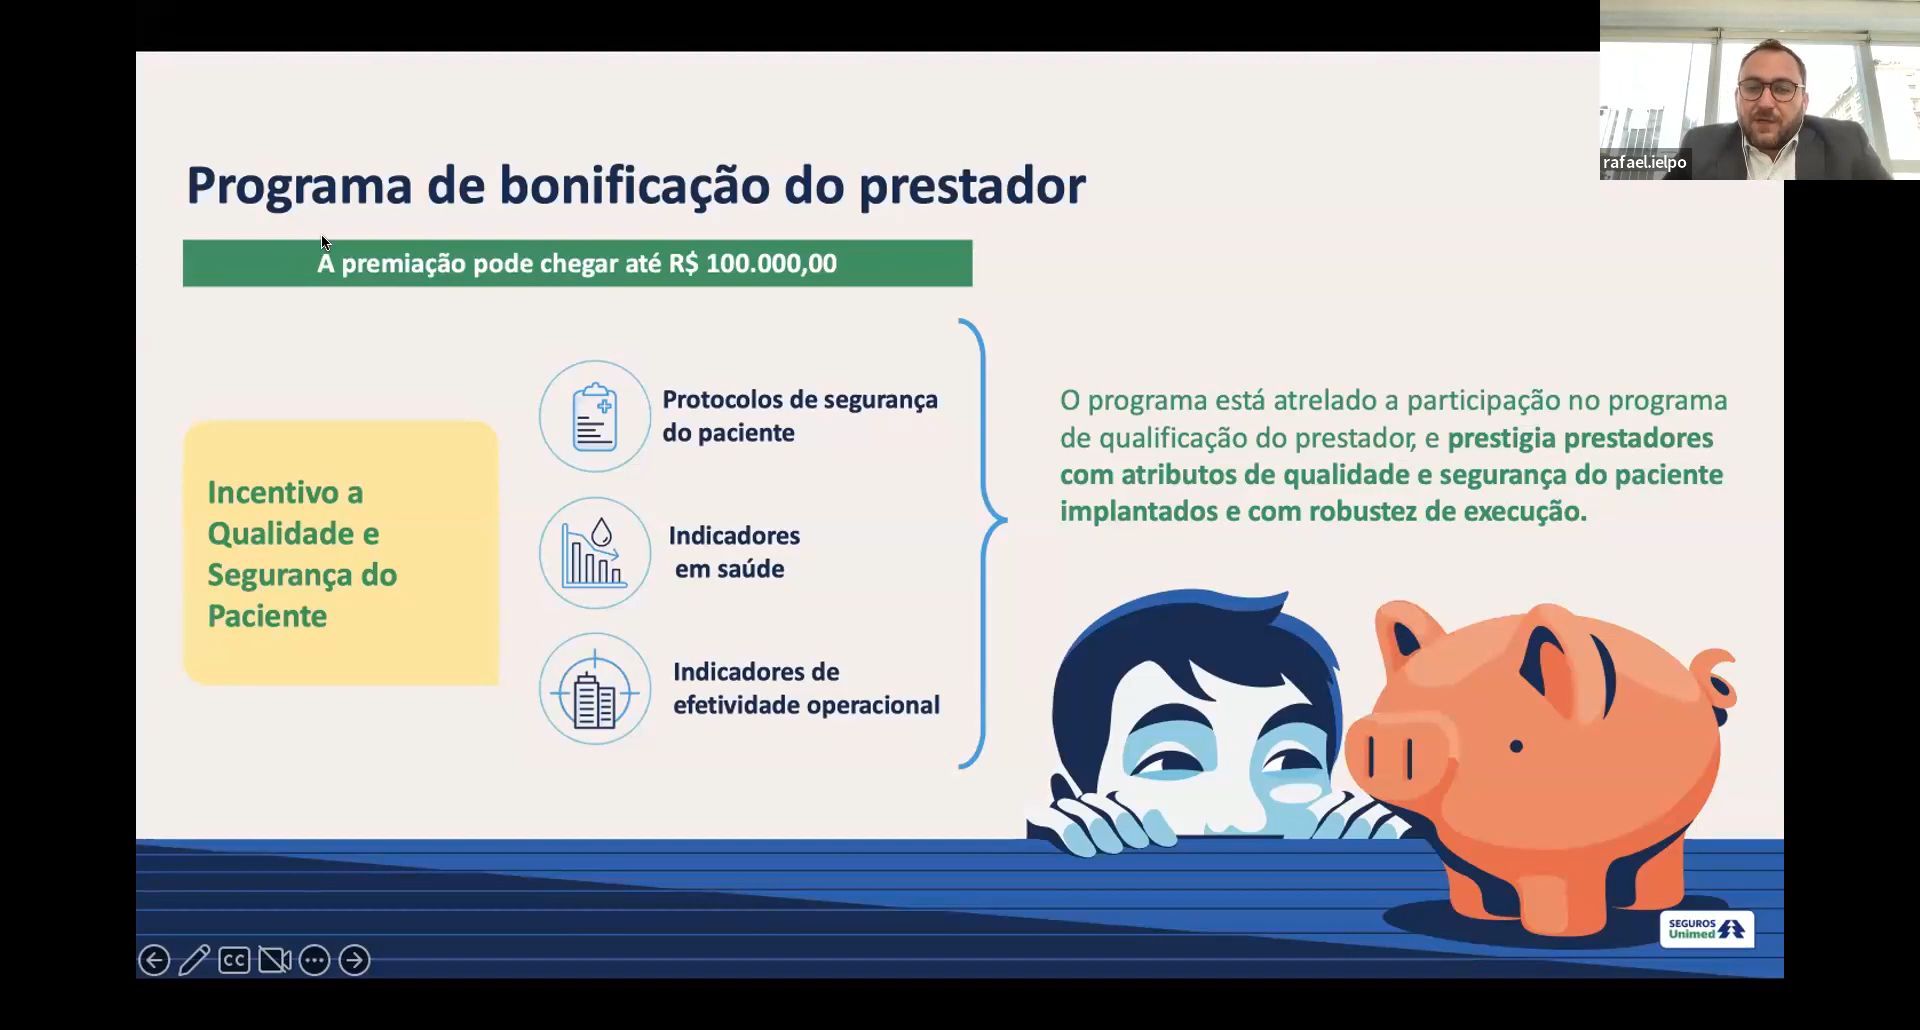 rafael.ielpo
Programa de bonificação do prestador
A premiação pode chegar até R$ 100.000,00
Incentivo a
Qualidade e
Segurança do
Paciente
Protocolos de segurança
do paciente
Indicadores
em saúde
Indicadores de
efetividade operacional
O programa está atrelado a participação no programa
de qualificação do prestador, e prestigia prestadores
com atributos de qualidade e segurança do paciente
implantados e com robustez de execução.
SEGUROS
Unimed
CC